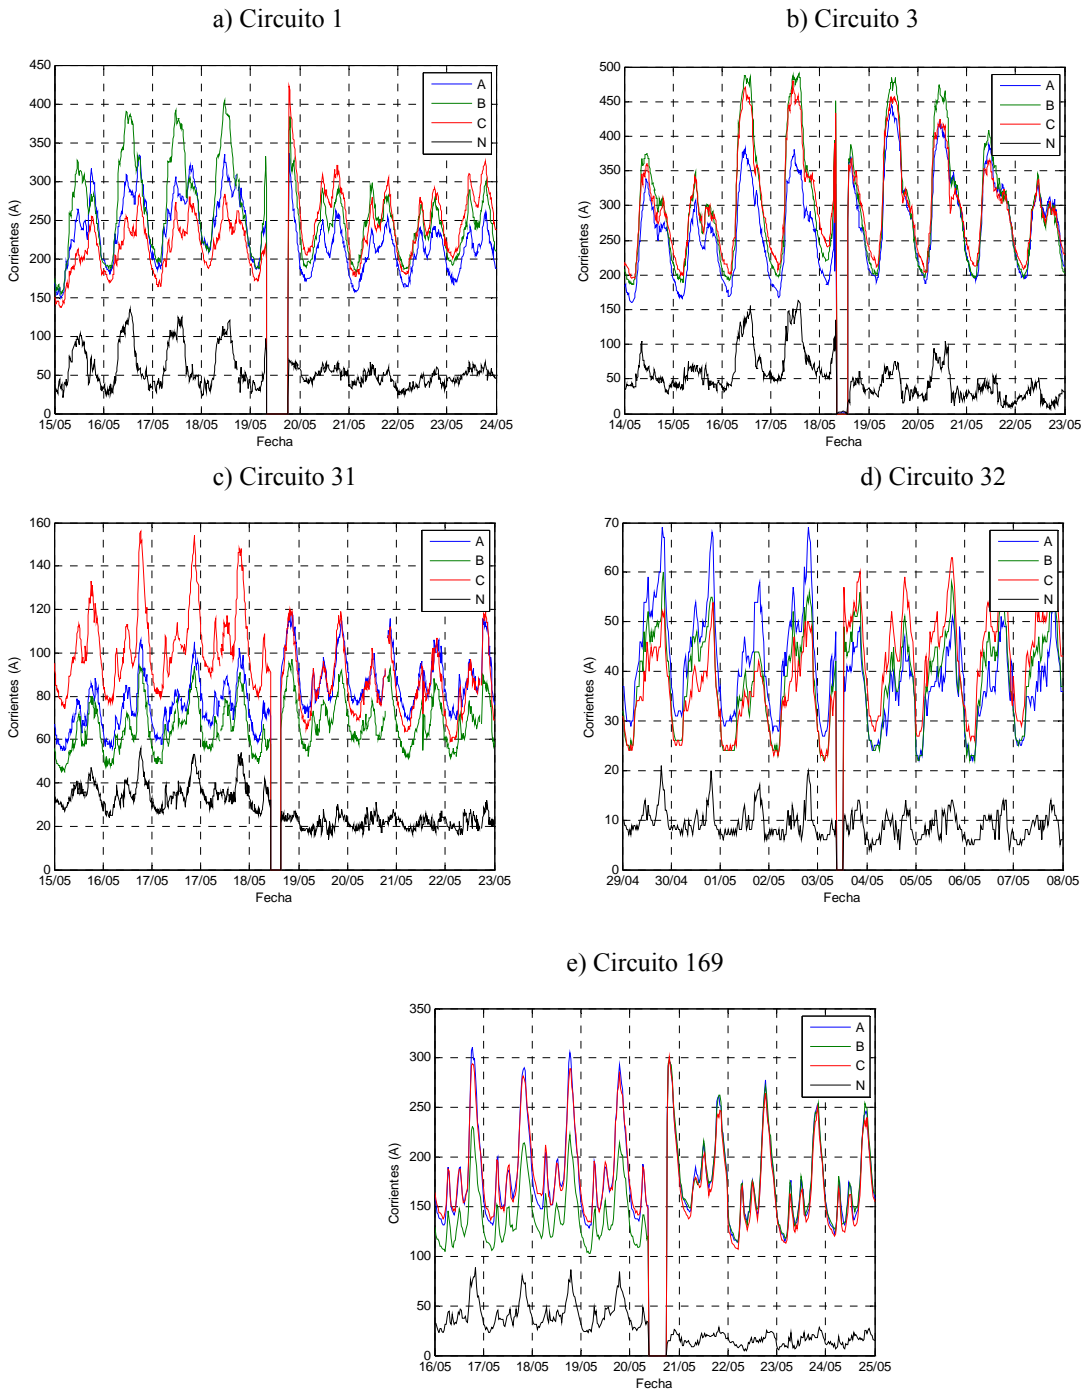 a) Circuito 1
b) Circuito 3
450
400
350
300
250
200
150
100
50
0
Corrientes (A)
A
B
C
N
15/05 16/05 17/05 18/05 19/05 20/05 21/05 22/05 23/05 24/05
Fecha
500
450
400
350
300
250
200
150
100
50
0
Corrientes (A)
A
B
C
N
14/05 15/05 16/05 17/05 18/05 19/05 20/05 21/05 22/05 23/05
Fecha
c) Circuito 31
d) Circuito 32
160
140
120
100
80
60
40
20
0
Corrientes (A)
A
B
C
N
15/05 16/05 17/05 17/05 18/05 19/05 20/05 21/05 22/05 23/05
Fecha
70
60
50
40
30
20
10
0
Corrientes (A)
A
B
C
N
29/04 30/04 01/05 02/05 03/05 04/05 05/05 06/05 07/05 08/05
Fecha
e) Circuito 169
350
300
250
200
150
100
50
0
Corrientes (A)
A
B
C
N
16/05 17/05 18/05 19/05 20/05 21/05 22/05 23/05 24/05 25/05
Fecha